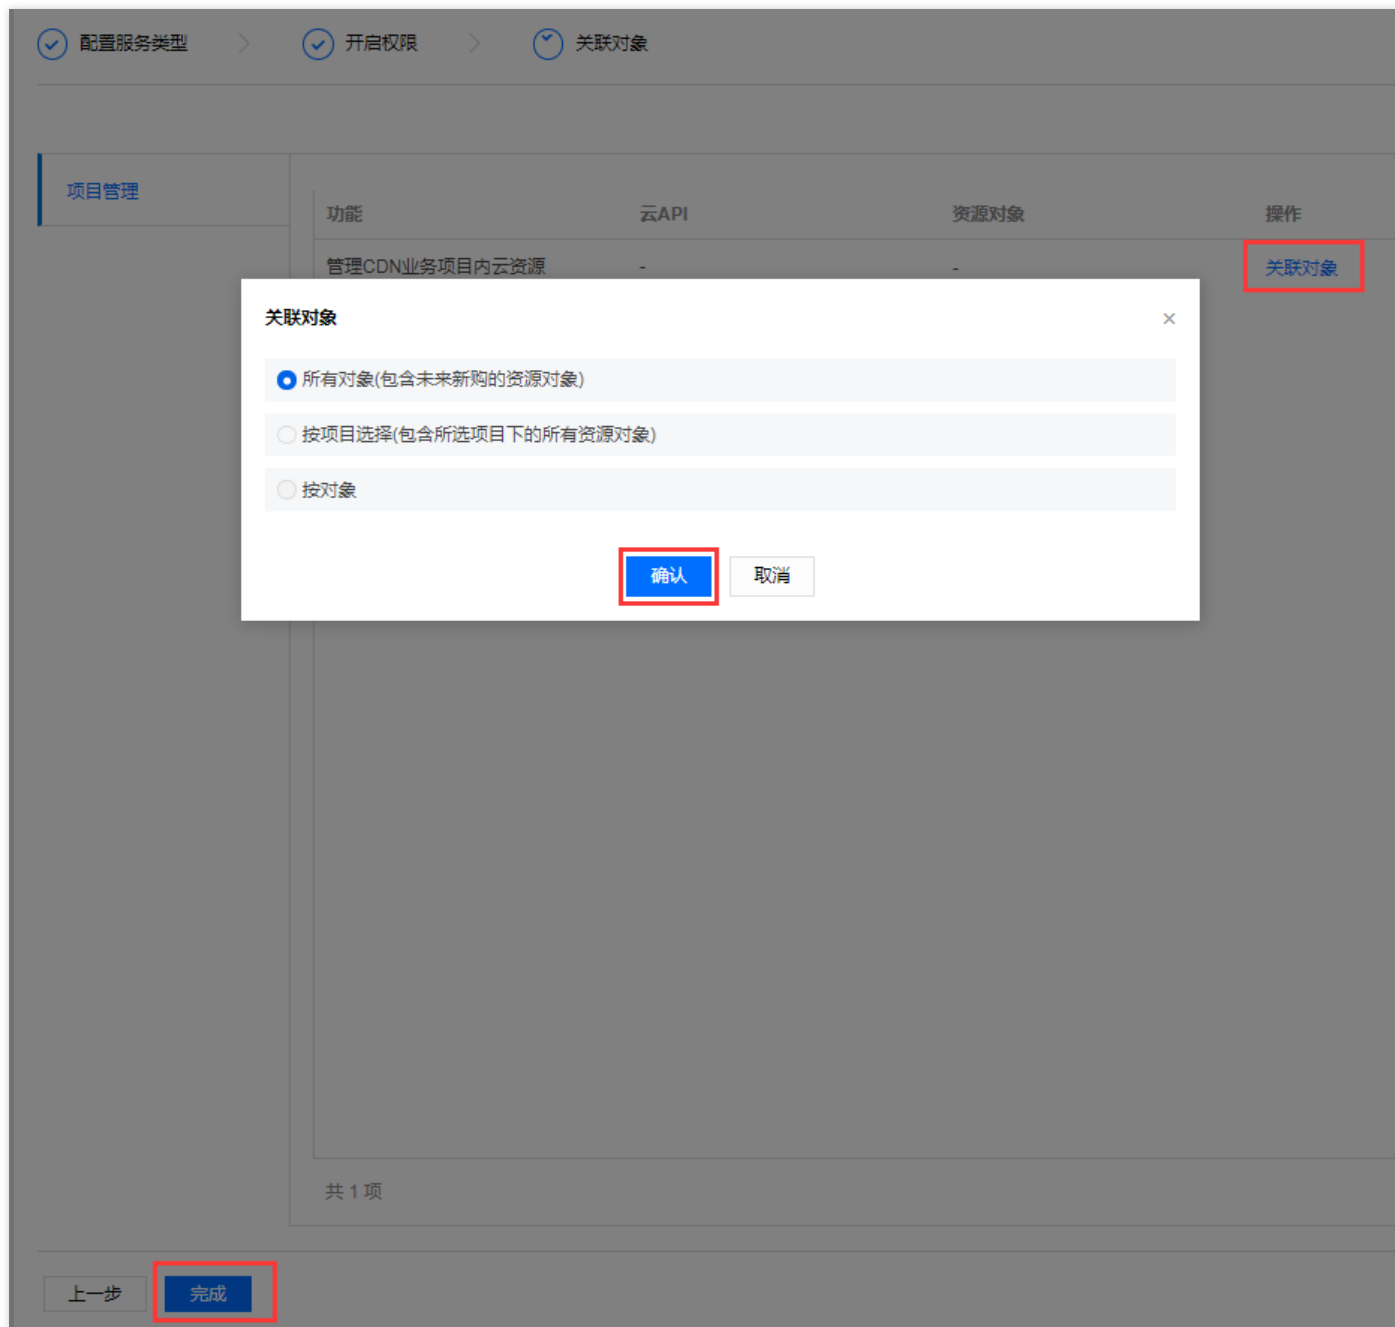 配置服务类型 开启权限 关联对象
项目管理
功能 云API 资源对象 操作
管理CDN业务项目内云资源 - - 关联对象
关联对象 ×
所有对象(包含未来新购的资源对象)
按项目选择(包含所选项目下的所有资源对象)
按对象
确认 取消
共 1 项
上一步 完成